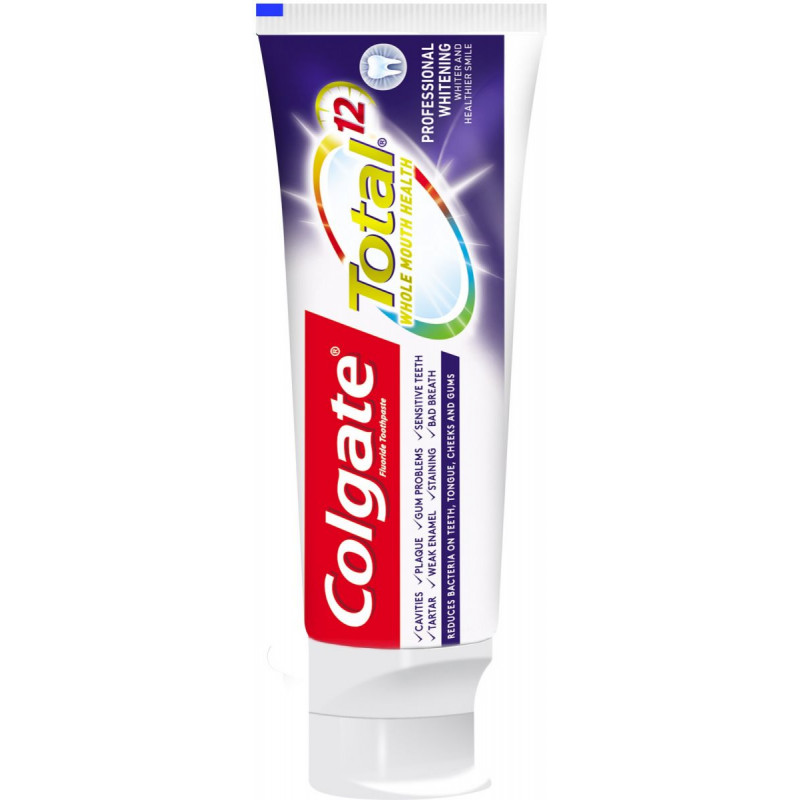 Colgate®
Fluoride Toothpaste
Total® 12
WHOLE MOUTH HEALTH
PROFESSIONAL
WHITENING
WHITER AND
HEALTHIER SMILE
✓CAVITIES ✓PLAQUE ✓GUM PROBLEMS ✓SENSITIVE TEETH
✓TARTAR ✓WEAK ENAMEL ✓STAINING ✓BAD BREATH
REDUCES BACTERIA ON TEETH, TONGUE, CHEEKS AND GUMS